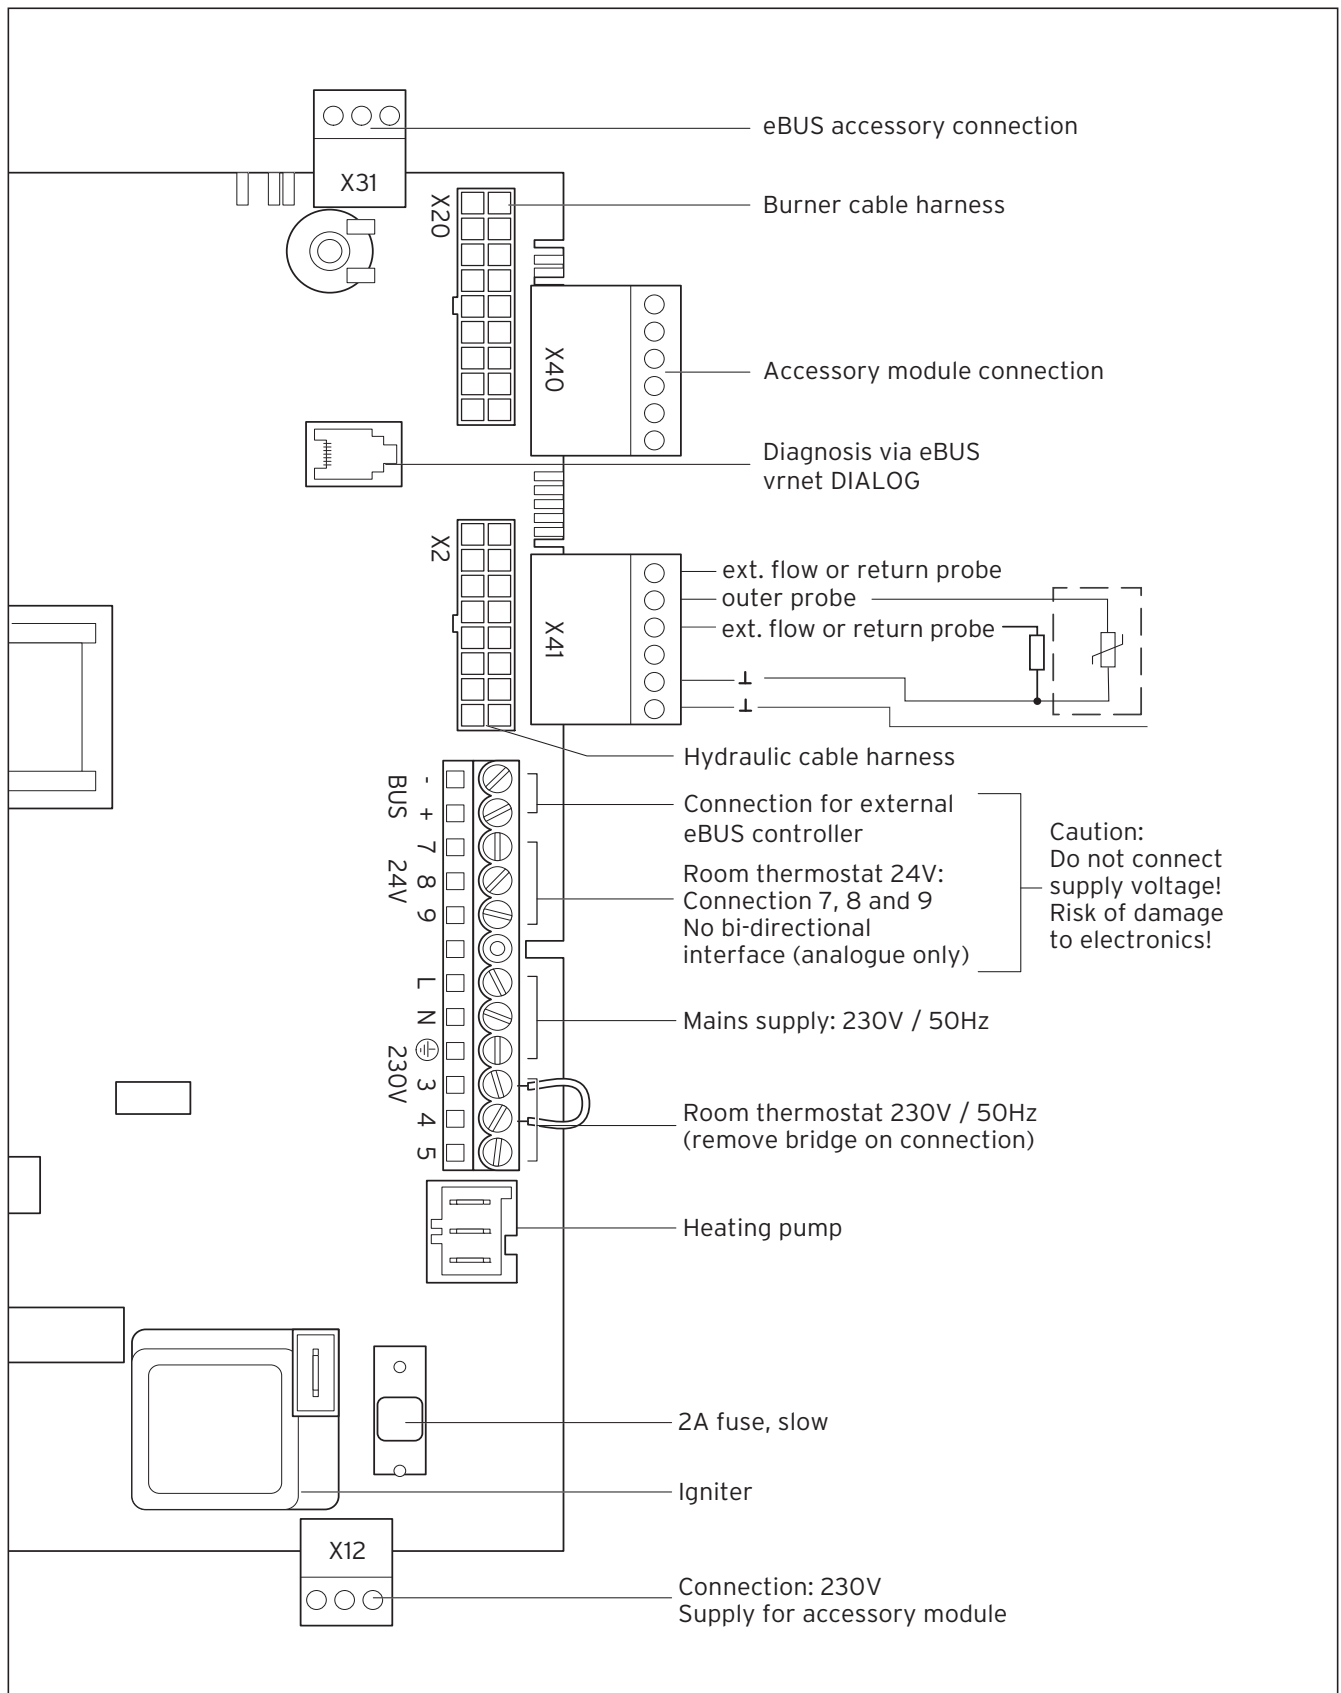 eBUS accessory connection
X31
Burner cable harness
X20
X40
Accessory module connection
Diagnosis via eBUS
vrnet DIALOG
X2
X41
ext. flow or return probe
outer probe
ext. flow or return probe
Hydraulic cable harness
BUS
-
+
Connection for external
eBUS controller
24V
7
8
9
Room thermostat 24V:
Connection 7, 8 and 9
No bi-directional
interface (analogue only)
Caution:
Do not connect
supply voltage!
Risk of damage
to electronics!
L
N
230V
3
4
5
Mains supply: 230V / 50Hz
Room thermostat 230V / 50Hz
(remove bridge on connection)
Heating pump
2A fuse, slow
Igniter
X12
Connection: 230V
Supply for accessory module